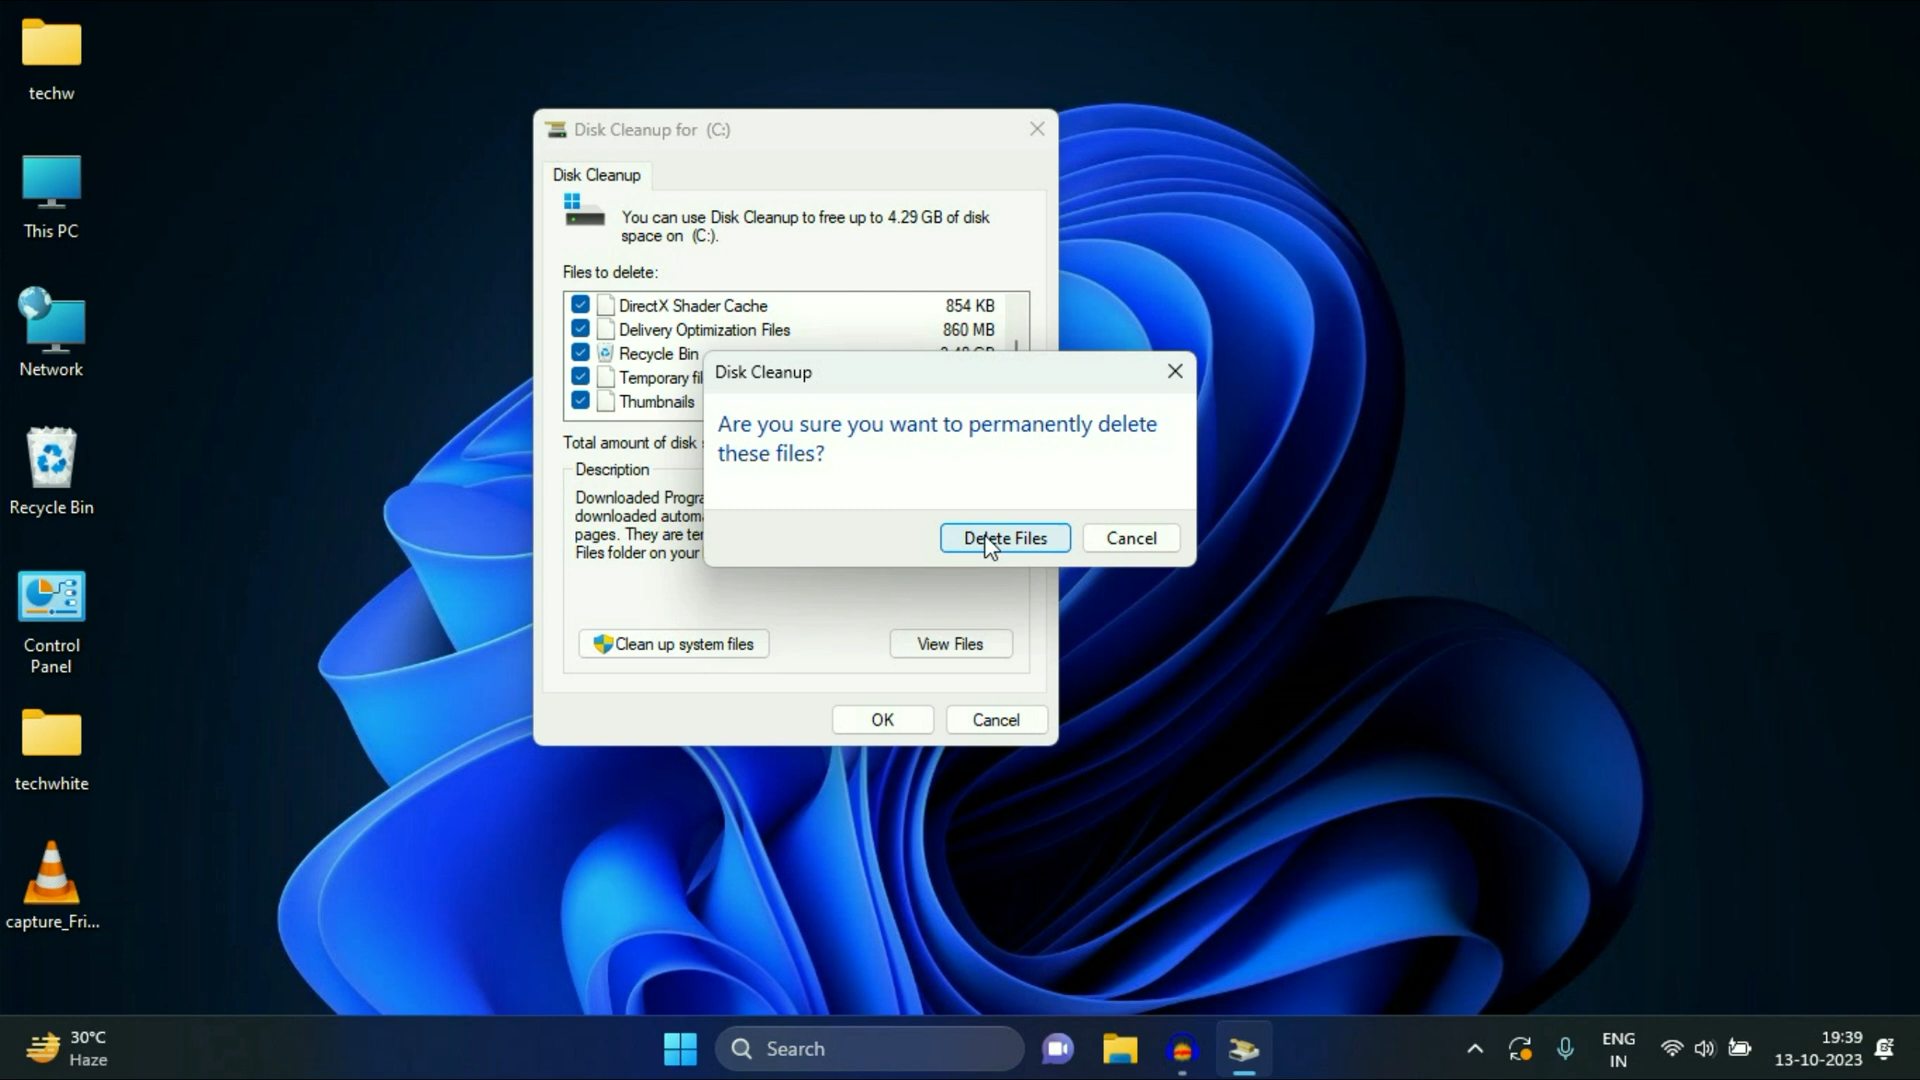 techw
This PC
Network
Recycle Bin
Control
Panel
techwhite
capture_Fri...
Disk Cleanup for (C:)
Disk Cleanup
You can use Disk Cleanup to free up to 4.29 GB of disk
space on (C:).
Files to delete:
DirectX Shader Cache 854 KB
Delivery Optimization Files 860 MB
Recycle Bin
Temporary
Thumbnails
Total amount of disk
Description
Downloaded
downloaded
pages. They are
Files folder on your
Clean up system files
View Files
OK
Cancel
Disk Cleanup
Are you sure you want to permanently delete
these files?
Delete Files
Cancel
30°C
Haze
Search
ENG
IN
19:39
13-10-2023